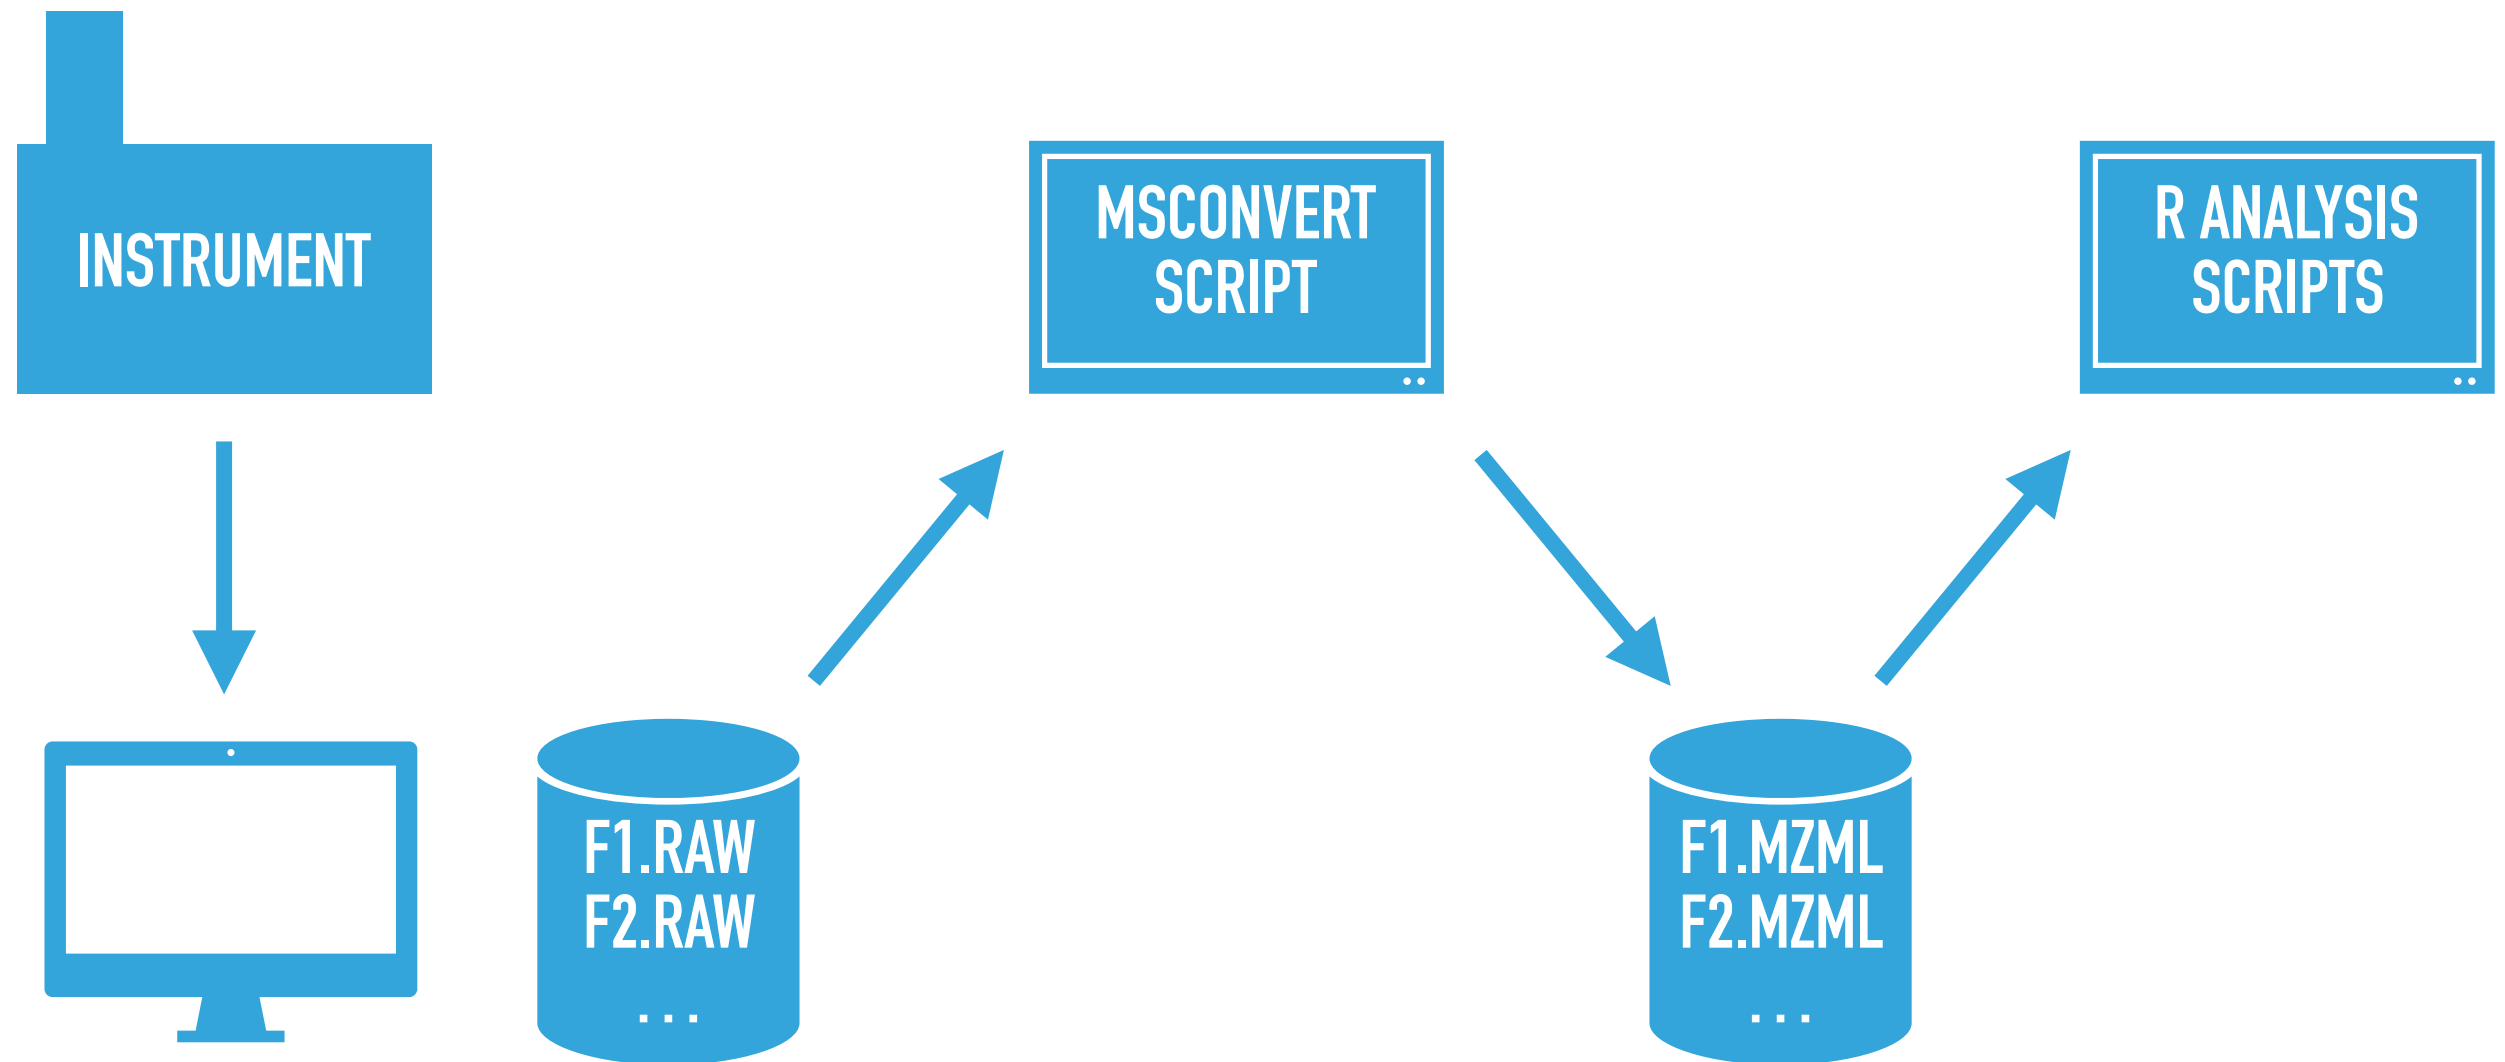 INSTRUMENT
MSCONVERT
SCRIPT
R ANALYSIS
SCRIPTS
F1.RAW
F2.RAW
...
F1.MZML
F2.MZML
...